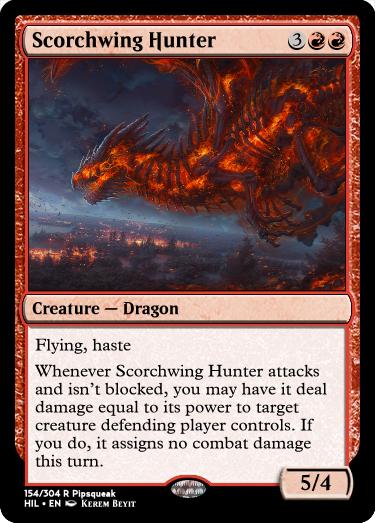 Scorchwing Hunter 3
Creature — Dragon
Flying, haste
Whenever Scorchwing Hunter attacks
and isn't blocked, you may have it deal
damage equal to its power to target
creature defending player controls. If
you do, it assigns no combat damage
this turn.
5/4
154/304 R Pipsqueak
HIL • EN Kerem Beyit